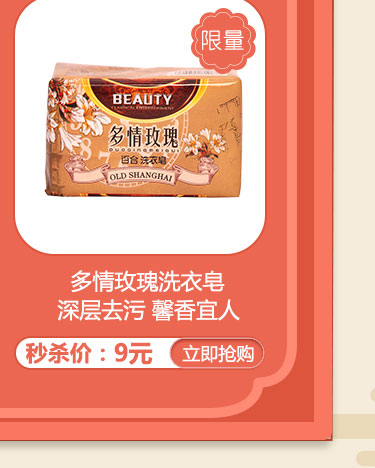 限量
BEAUTY
多情玫瑰
DUOQINGMEIGUI
百合 洗衣皂
OLD SHANGHAI
多情玫瑰洗衣皂
深层去污 馨香宜人
秒杀价：9元 立即抢购